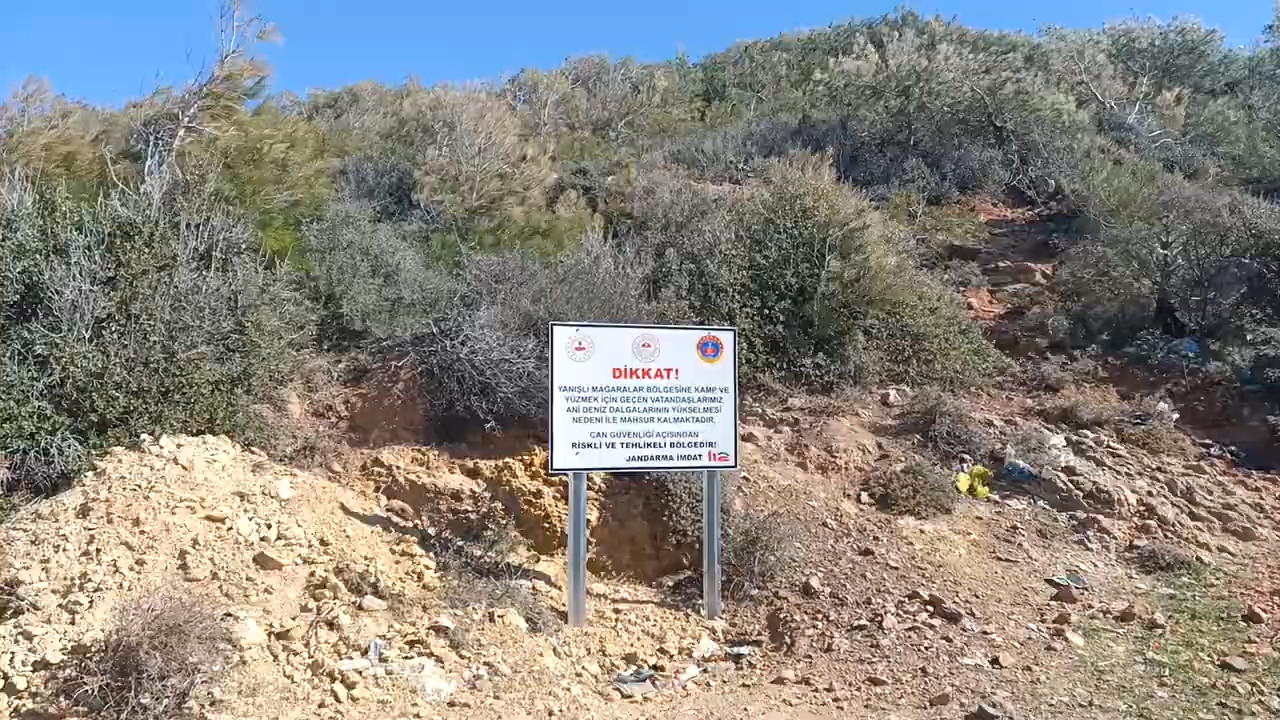 DİKKAT!
YANIŞLI MAĞARALAR BÖLGESİNE KAMP VE
YÜZMEK İÇİN GEÇEN VATANDAŞLARIMIZ
ANİ DENİZ DALGALARININ YÜKSELMESİ
NEDENİ İLE MAHSUR KALMAKTADIR.
CAN GÜVENLİĞİ AÇISINDAN
RİSKLİ VE TEHLİKELİ BÖLGEDİR!
JANDARMA İMDAT 112